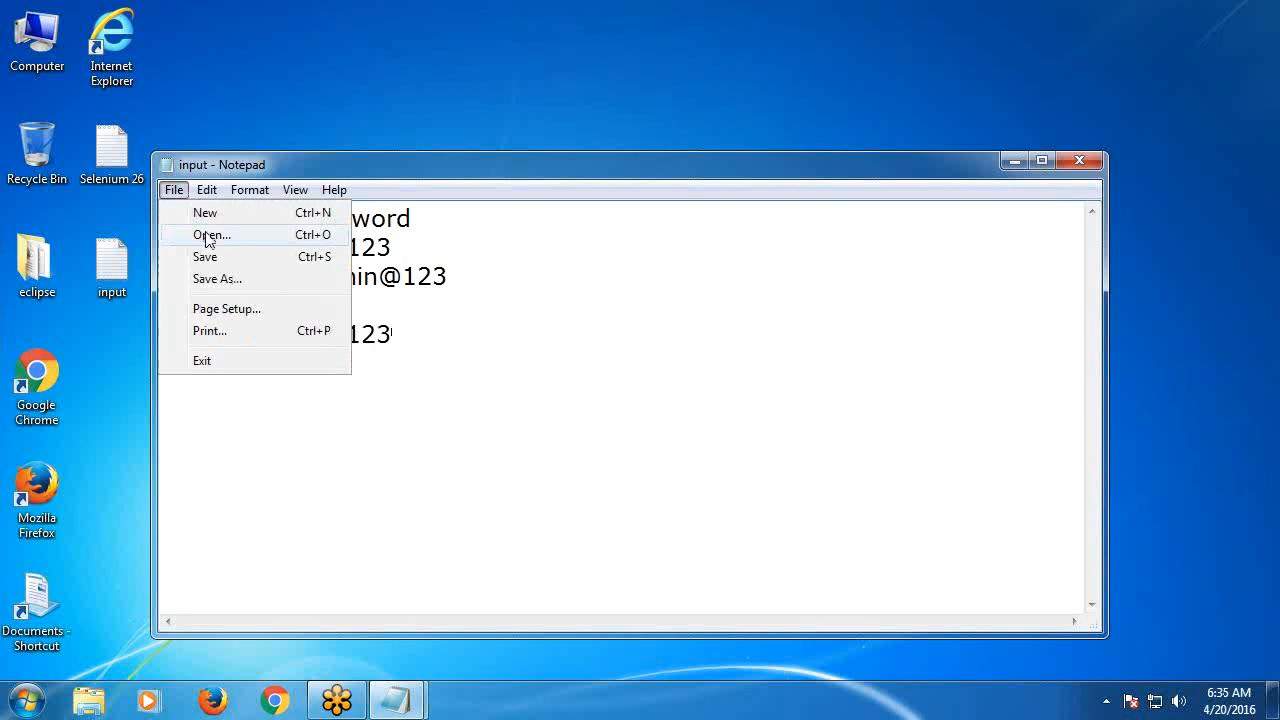 Computer
Internet
Explorer
Recycle Bin
Selenium 26
eclipse
input
Google
Chrome
Mozilla
Firefox
Documents -
Shortcut
input - Notepad
File Edit Format View Help
New Ctrl+N
Open... Ctrl+O
Save Ctrl+S
Save As...
Page Setup...
Print... Ctrl+P
Exit
word
123
in@123
123
6:35 AM
4/20/2016